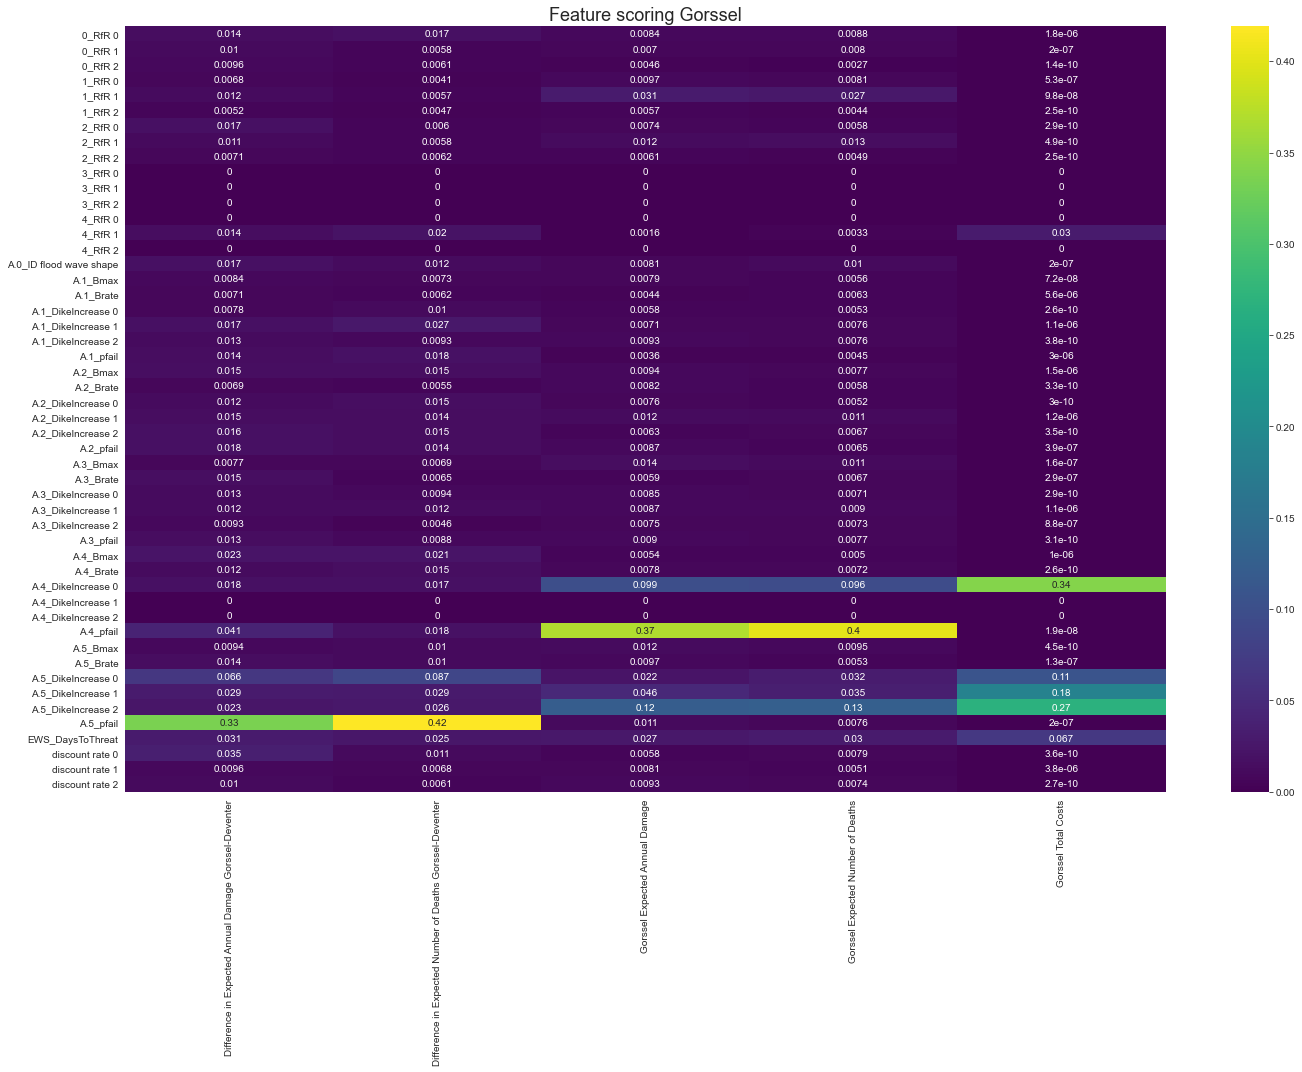 Feature scoring Gorssel
0_RfR 0 0.014 0.017 0.0084 0.0088 1.8e-06
0_RfR 1 0.01 0.0058 0.007 0.008 2e-07
0_RfR 2 0.0096 0.0061 0.0046 0.0027 1.4e-10
1_RfR 0 0.0068 0.0041 0.0097 0.0081 5.3e-07
1_RfR 1 0.012 0.0057 0.031 0.027 9.8e-08
1_RfR 2 0.0052 0.0047 0.0057 0.0044 2.5e-10
2_RfR 0 0.017 0.006 0.0074 0.0058 2.9e-10
2_RfR 1 0.011 0.0058 0.012 0.013 4.9e-10
2_RfR 2 0.0071 0.0062 0.0061 0.0049 2.5e-10
3_RfR 0 0 0 0 0 0
3_RfR 1 0 0 0 0 0
3_RfR 2 0 0 0 0 0
4_RfR 0 0 0 0 0 0
4_RfR 1 0.014 0.02 0.0016 0.0033 0.03
4_RfR 2 0 0 0 0 0
A.0_ID flood wave shape 0.017 0.012 0.0081 0.01 2e-07
A.1_Bmax 0.0084 0.0073 0.0079 0.0056 7.2e-08
A.1_Brate 0.0071 0.0062 0.0044 0.0063 5.6e-06
A.1_DikeIncrease 0 0.0078 0.01 0.0058 0.0053 2.6e-10
A.1_DikeIncrease 1 0.017 0.027 0.0071 0.0076 1.1e-06
A.1_DikeIncrease 2 0.013 0.0093 0.0093 0.0076 3.8e-10
A.1_pfail 0.014 0.018 0.0036 0.0045 3e-06
A.2_Bmax 0.015 0.015 0.0094 0.0077 1.5e-06
A.2_Brate 0.0069 0.0055 0.0082 0.0058 3.3e-10
A.2_DikeIncrease 0 0.012 0.015 0.0076 0.0052 3e-10
A.2_DikeIncrease 1 0.015 0.014 0.012 0.011 1.2e-06
A.2_DikeIncrease 2 0.016 0.015 0.0063 0.0067 3.5e-10
A.2_pfail 0.018 0.014 0.0087 0.0065 3.9e-07
A.3_Bmax 0.0077 0.0069 0.014 0.011 1.6e-07
A.3_Brate 0.015 0.0065 0.0059 0.0067 2.9e-07
A.3_DikeIncrease 0 0.013 0.0094 0.0085 0.0071 2.9e-10
A.3_DikeIncrease 1 0.012 0.012 0.0087 0.009 1.1e-06
A.3_DikeIncrease 2 0.0093 0.0046 0.0075 0.0073 8.8e-07
A.3_pfail 0.013 0.0088 0.009 0.0077 3.1e-10
A.4_Bmax 0.023 0.021 0.0054 0.005 1e-06
A.4_Brate 0.012 0.015 0.0078 0.0072 2.6e-10
A.4_DikeIncrease 0 0.018 0.017 0.099 0.096 0.34
A.4_DikeIncrease 1 0 0 0 0 0
A.4_DikeIncrease 2 0 0 0 0 0
A.4_pfail 0.041 0.018 0.37 0.4 1.9e-08
A.5_Bmax 0.0094 0.01 0.012 0.0095 4.5e-10
A.5_Brate 0.014 0.01 0.0097 0.0053 1.3e-07
A.5_DikeIncrease 0 0.066 0.087 0.022 0.032 0.11
A.5_DikeIncrease 1 0.029 0.029 0.046 0.035 0.18
A.5_DikeIncrease 2 0.023 0.026 0.12 0.13 0.27
A.5_pfail 0.33 0.42 0.011 0.0076 2e-07
EWS_DaysToThreat 0.031 0.025 0.027 0.03 0.067
discount rate 0 0.035 0.011 0.0058 0.0079 3.6e-10
discount rate 1 0.0096 0.0068 0.0081 0.0051 3.8e-06
discount rate 2 0.01 0.0061 0.0093 0.0074 2.7e-10
Difference in Expected Annual Damage Gorssel-Deventer
Difference in Expected Number of Deaths Gorssel-Deventer
Gorssel Expected Annual Damage
Gorssel Expected Number of Deaths
Gorssel Total Costs
0.40
0.35
0.30
0.25
0.20
0.15
0.10
0.05
0.00